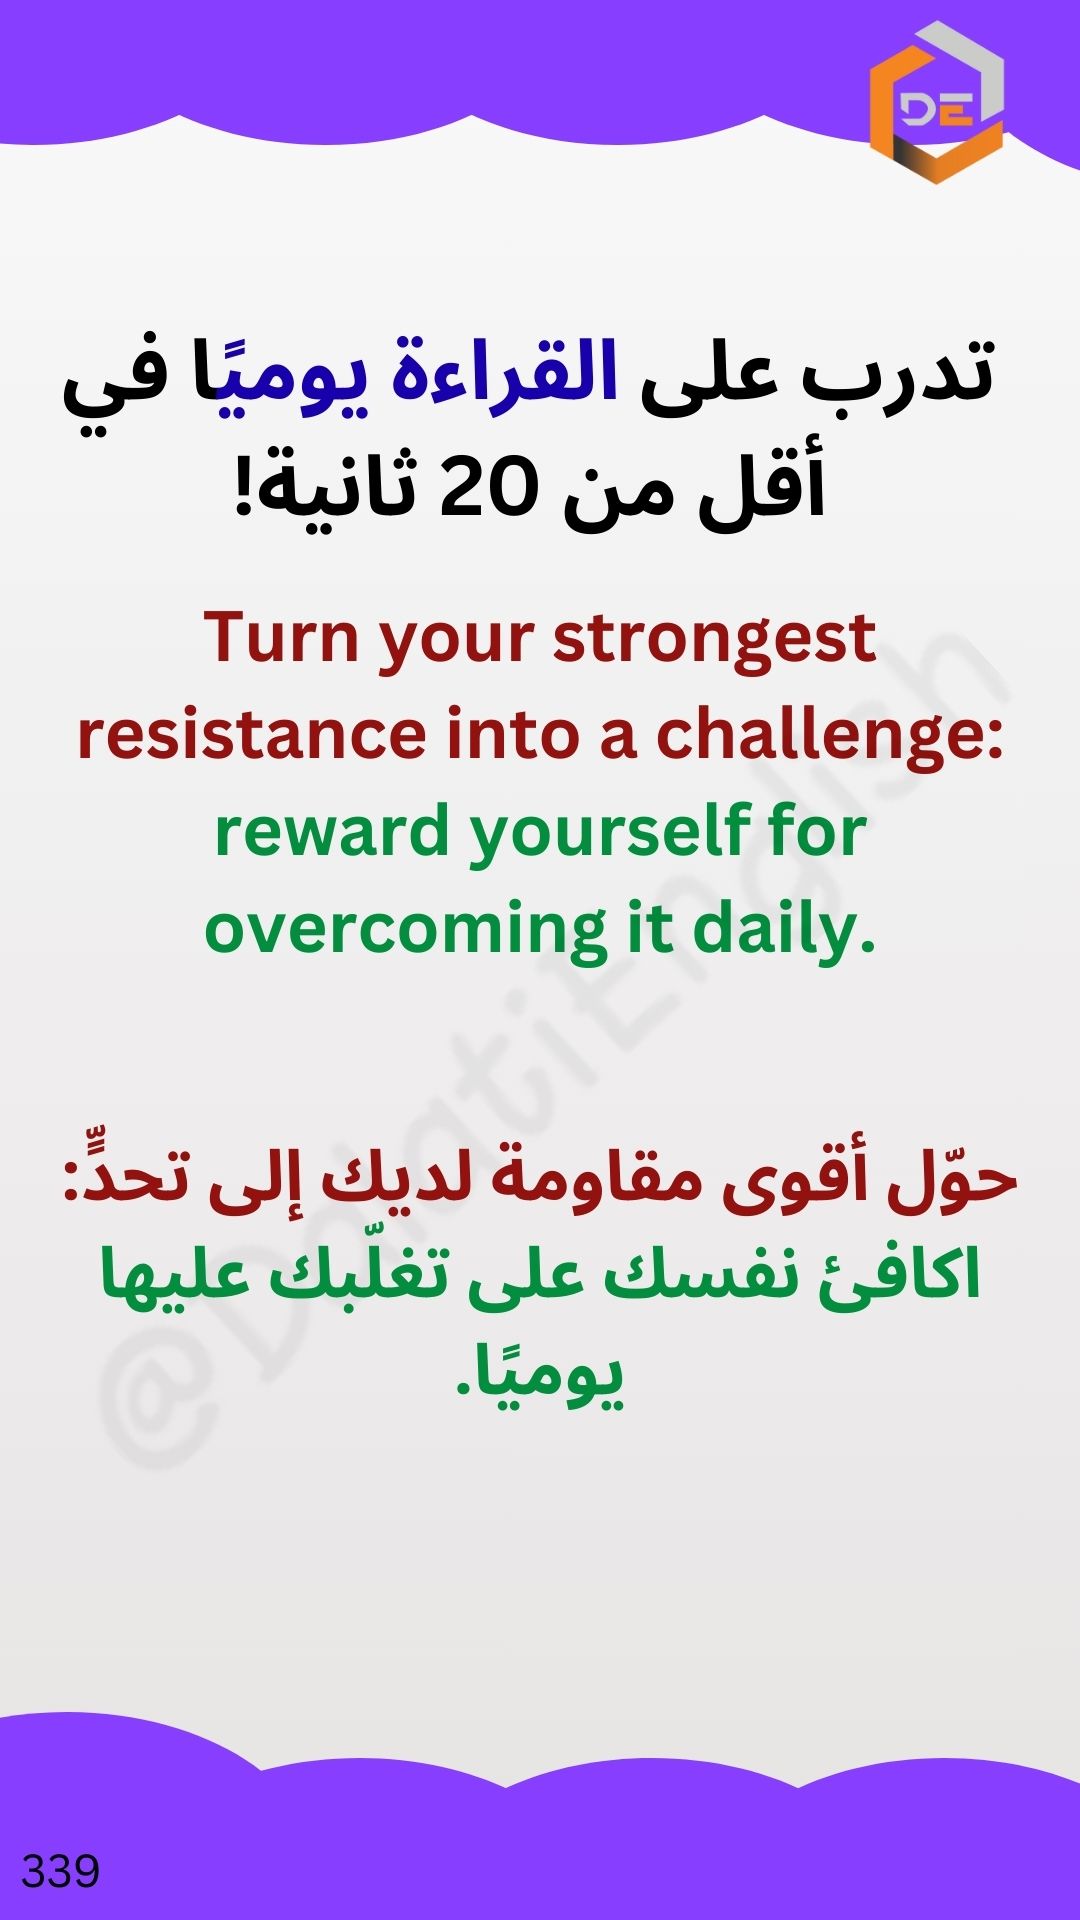 DE
تدرب على القراءة يوميًا في
أقل من 20 ثانية!
Turn your strongest
resistance into a challenge:
reward yourself for
overcoming it daily.
حوّل أقوى مقاومة لديك إلى تحدٍّ:
اكافئ نفسك على تغلّبك عليها
يوميًا.
@DdatiEnglish
339